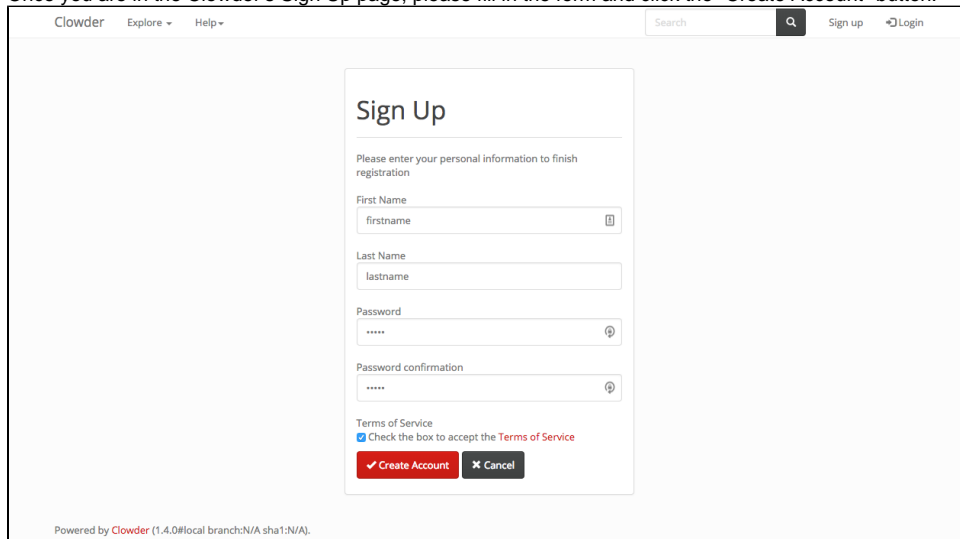 Once you are in the Clowder's Sign Up page, please fill in the form and click the "Create Account" button.
Clowder Explore Help Search Sign up Login
Sign Up
Please enter your personal information to finish
registration
First Name
firstname
Last Name
lastname
Password
•••••
Password confirmation
•••••
Terms of Service
Check the box to accept the Terms of Service
Create Account Cancel
Powered by Clowder (1.4.0#local branch:N/A sha1:N/A).